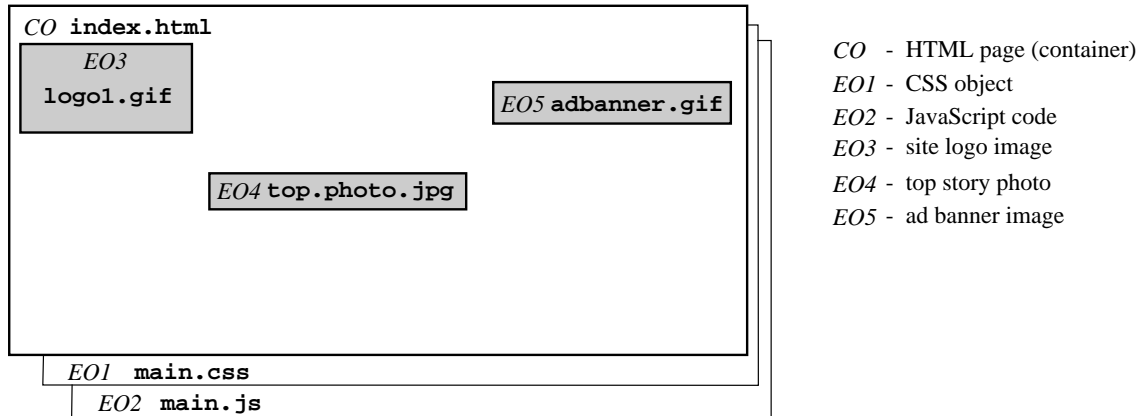 CO index.html
EO3
logo1.gif
EO5 adbanner.gif
EO4 top.photo.jpg
EO1 main.css
EO2 main.js
CO - HTML page (container)
EO1 - CSS object
EO2 - JavaScript code
EO3 - site logo image
EO4 - top story photo
EO5 - ad banner image